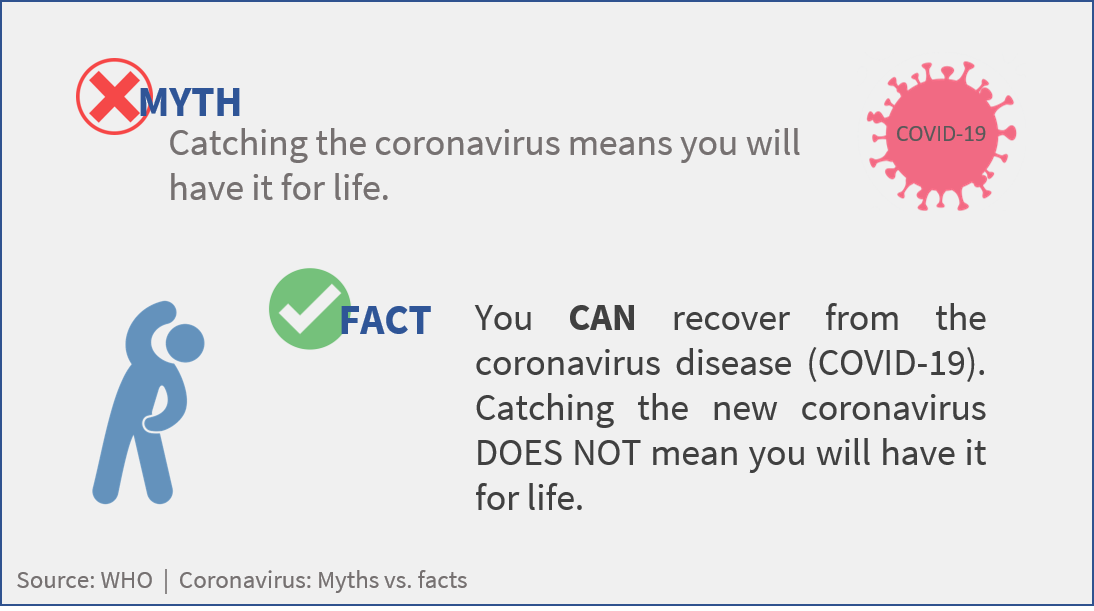 MYTH
Catching the coronavirus means you will
have it for life.
COVID-19
FACT
You CAN recover from the
coronavirus disease (COVID-19).
Catching the new coronavirus
DOES NOT mean you will have it
for life.
Source: WHO | Coronavirus: Myths vs. facts